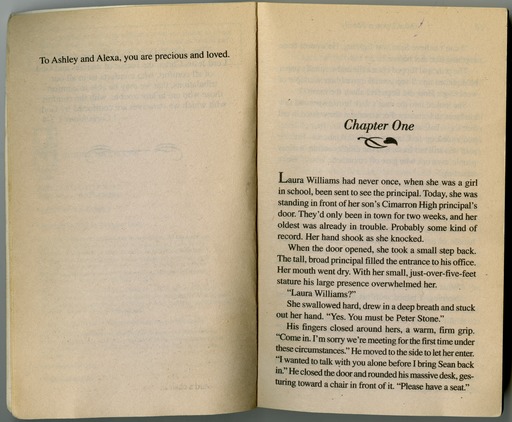 To Ashley and Alexa, you are precious and loved.
Chapter One
Laura Williams had never once, when she was a girl
in school, been sent to see the principal. Today, she was
standing in front of her son's Cimarron High principal's
door. They'd only been in town for two weeks, and her
oldest was already in trouble. Probably some kind of
record. Her hand shook as she knocked.
When the door opened, she took a small step back.
The tall, broad principal filled the entrance to his office.
Her mouth went dry. With her small, just-over-five-feet
stature his large presence overwhelmed her.
"Laura Williams?"
She swallowed hard, drew in a deep breath and stuck
out her hand. "Yes. You must be Peter Stone."
His fingers closed around hers, a warm, firm grip.
"Come in. I'm sorry we're meeting for the first time under
these circumstances." He moved to the side to let her enter.
"I wanted to talk with you alone before I bring Sean back
in." He closed the door and rounded his massive desk, ges-
turing toward a chair in front of it. "Please have a seat."